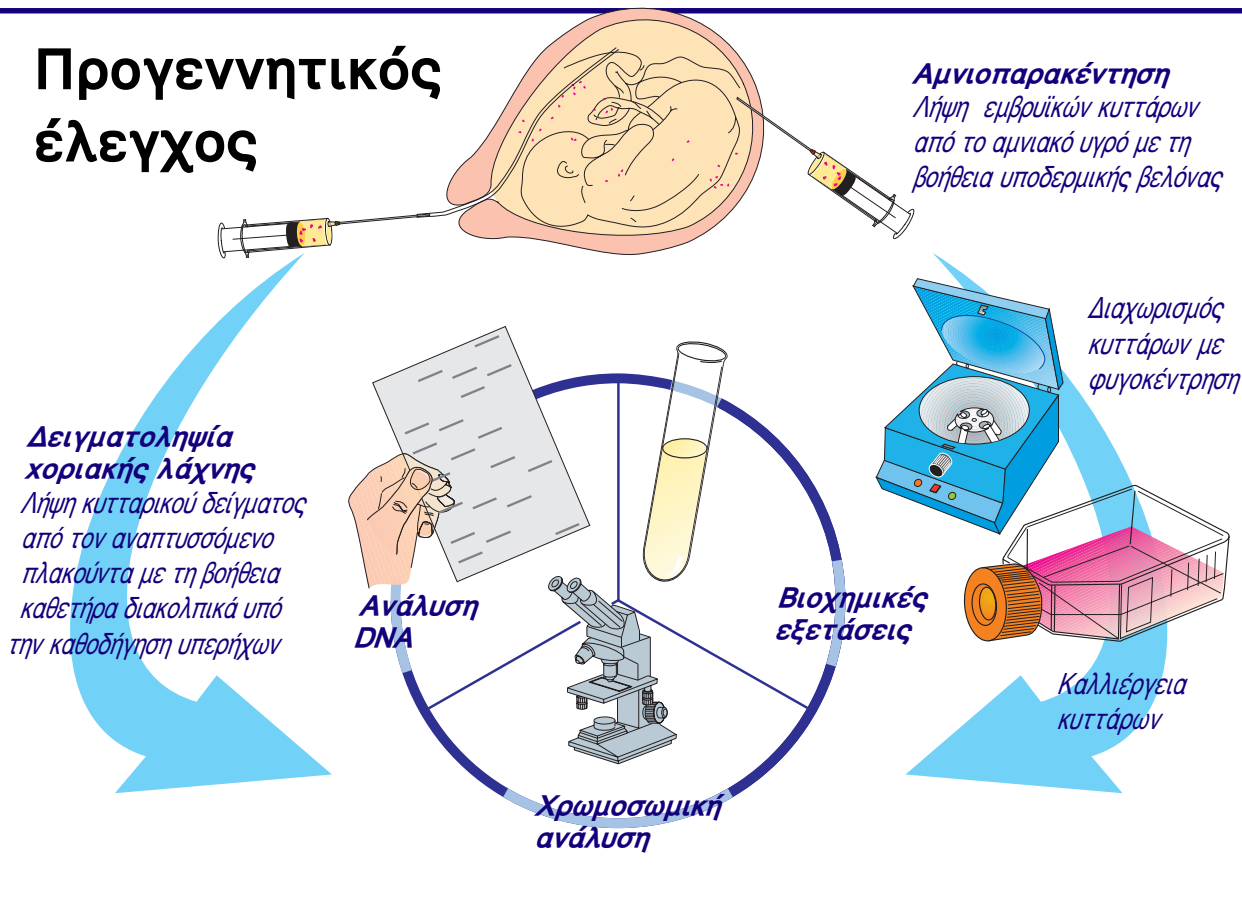 Προγεννητικός
έλεγχος
Αμνιοπαρακέντηση
Λήψη εμβρυϊκών κυττάρων
από το αμνιακό υγρό με τη
βοήθεια υποδερμικής βελόνας
Διαχωρισμός
κυττάρων με
φυγοκέντρηση
Καλλιέργεια
κυττάρων
Δειγματοληψία
χοριακής λάχνης
Λήψη κυτταρικού δείγματος
από τον αναπτυσσόμενο
πλακούντα με τη βοήθεια
καθετήρα διακολπικά υπό
την καθοδήγηση υπερήχων
Ανάλυση
DNA
Βιοχημικές
εξετάσεις
Χρωμοσωμική
ανάλυση